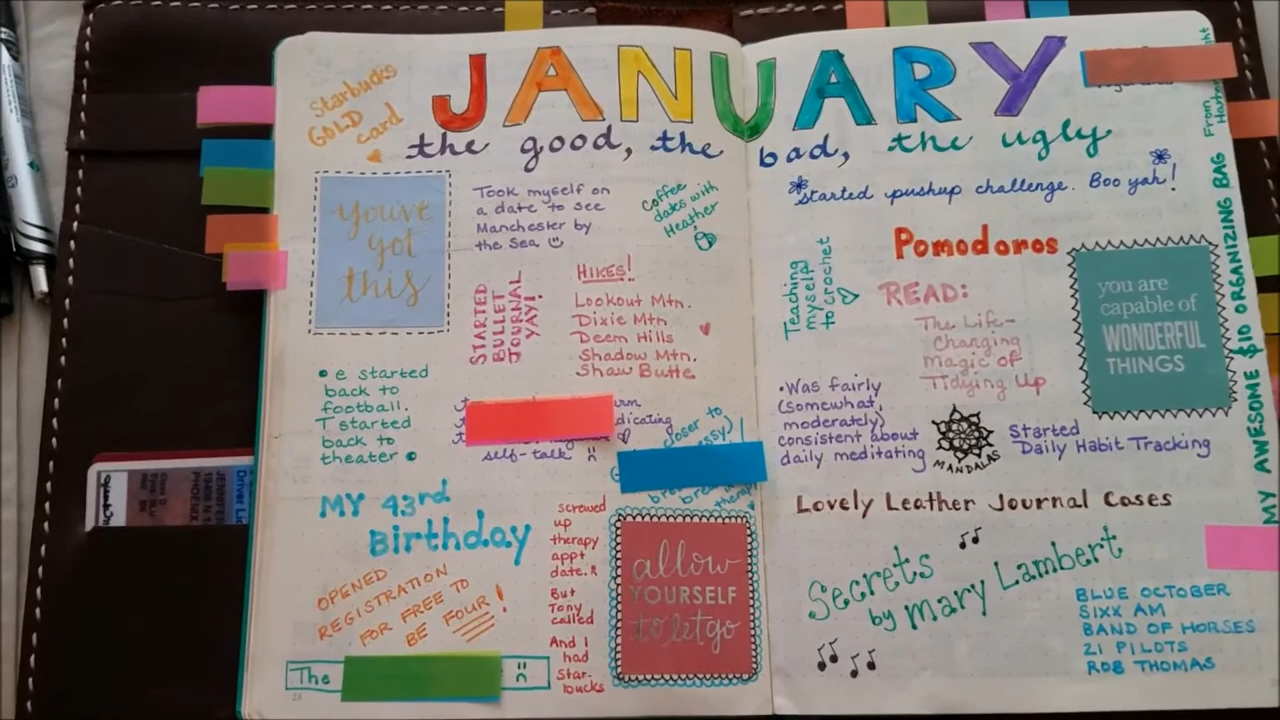 JANUARY
the good, the bad, the ugly
Starbucks
GOLD
card
you've
got
this
Took myself on
a date to see
Manchester by
the Sea
Coffee
dates with
Heather
STARTED
BULLET
JOURNAL
YAY!
HIKES!
Lookout Mtn.
Dixie Mtn
Deem Hills
Shadow Mtn.
Shaw Butte
e started
back to
football.
T started
back to
theater
self-talk
closer to
MY 43rd
Birthday
OPENED
REGISTRATION
FOR FREE TO
BE FOUR!
The
screwed
up
therapy
appt
date.
But
Tony
called
And I
had
Star-
bucks
allow
YOURSELF
to let go
started pushup challenge. Boo yah!
Teaching
myself
to crochet
Pomodoros
READ:
The Life-
Changing
Magic of
Tidying Up
you are
capable of
WONDERFUL
THINGS
•Was fairly
(somewhat,
moderately)
consistent about
daily meditating
MANDALAS
Started
Daily Habit Tracking
Lovely Leather Journal Cases
Secrets
by Mary Lambert
BLUE OCTOBER
SIXX AM
BAND OF HORSES
21 PILOTS
ROB THOMAS
MY AWESOME $10 ORGANIZING BAG
From
PHOENIX